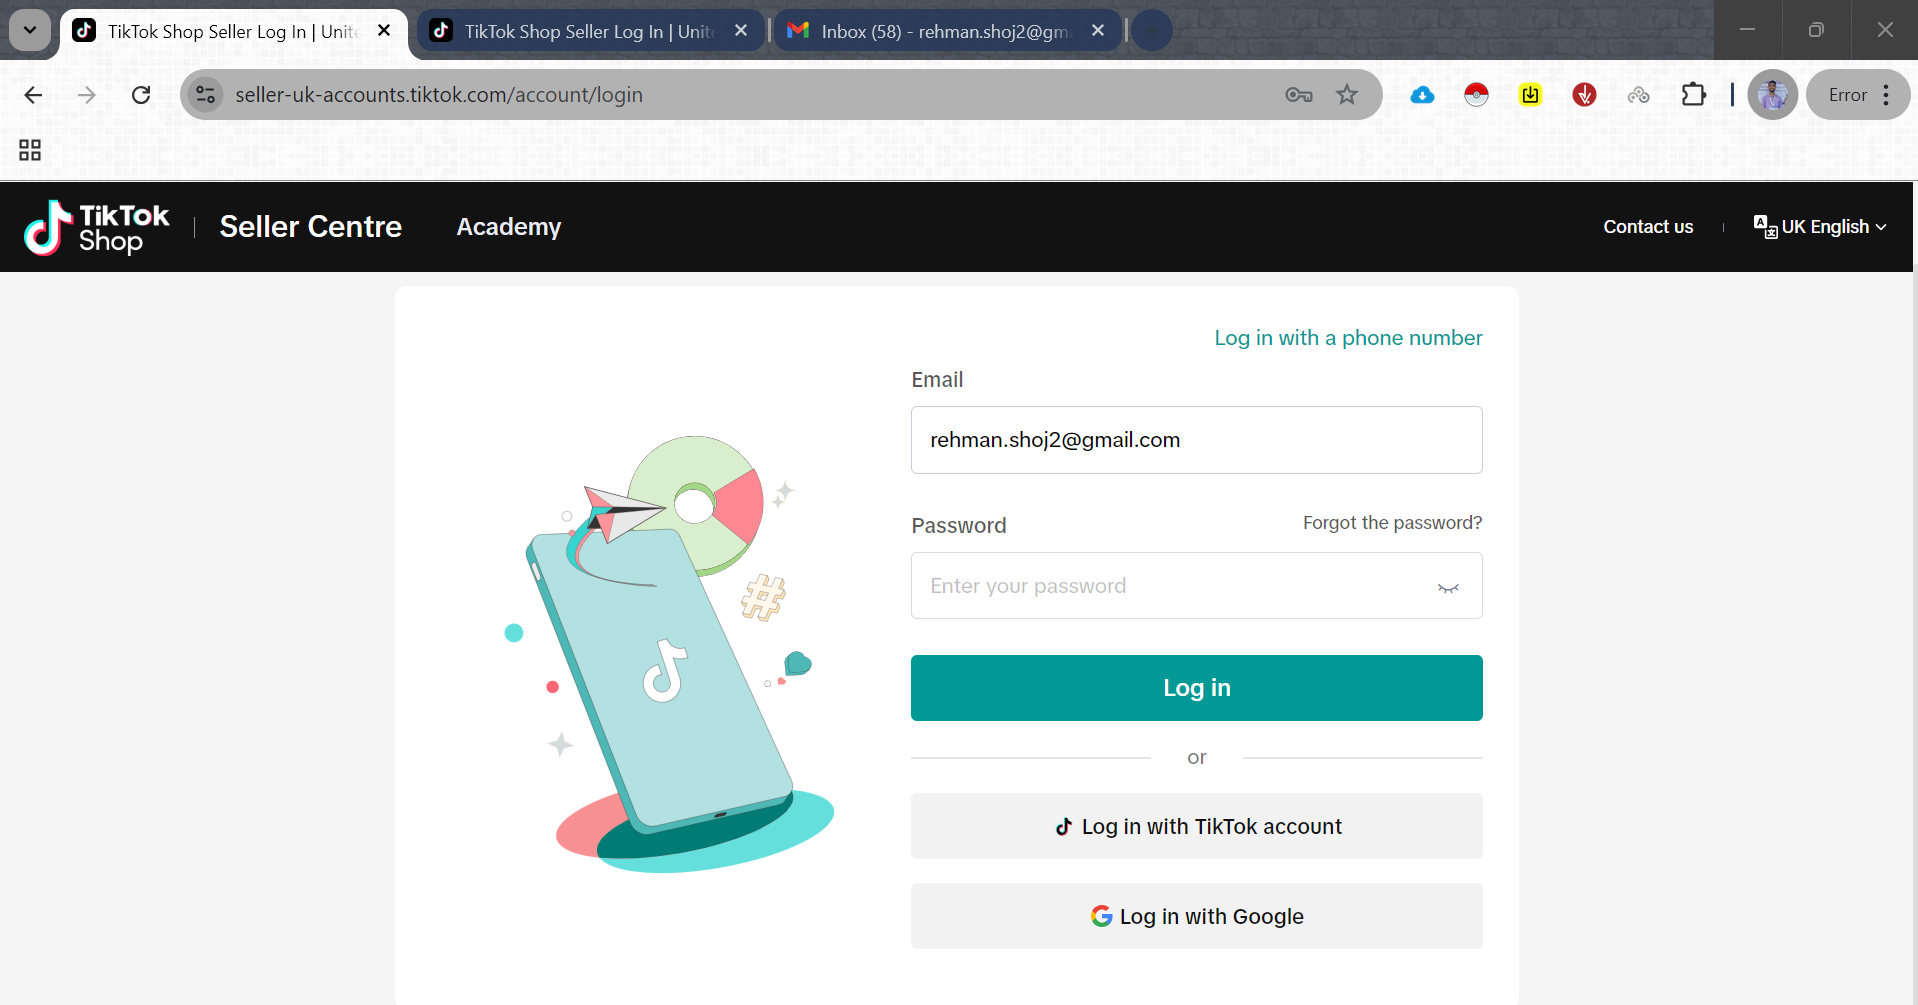 TikTok Shop Seller Log In | Unite
TikTok Shop Seller Log In | Unit
Inbox (58) - rehman.shoj2@gm
seller-uk-accounts.tiktok.com/account/login
Error
TikTok Shop
Seller Centre
Academy
Contact us
UK English
Log in with a phone number
Email
rehman.shoj2@gmail.com
Password
Forgot the password?
Enter your password
Log in
or
Log in with TikTok account
Log in with Google